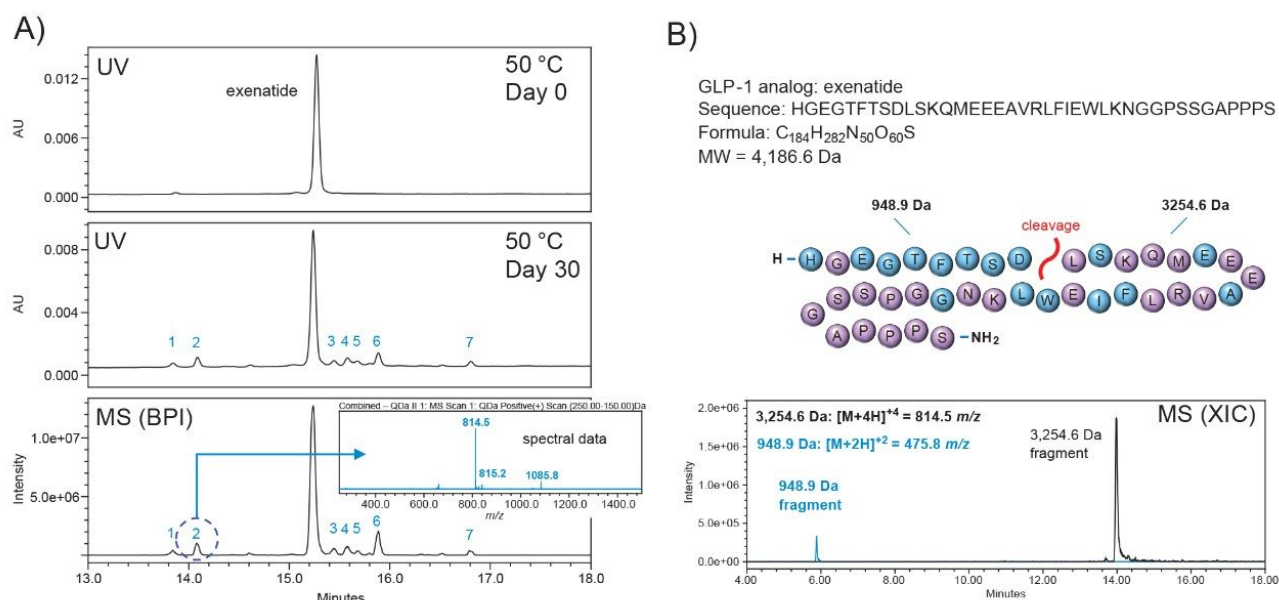 A)
UV
50 °C
Day 0
exenatide
AU
0.012
0.006
0.000
UV
50 °C
Day 30
AU
0.008
0.004
0.000
1 2 3 4 5 6 7
MS (BPI)
Combined – QDa II 1: MS Scan 1: QDa Positive(+) Scan (250.00-150.00)Da
814.5
spectral data
815.2
1085.8
400.0 600.0 800.0 1000.0 1200.0 1400.0
m/z
Intensity
1.0e+07
5.0e+06
1 2 3 4 5 6 7
13.0 14.0 15.0 16.0 17.0 18.0
Minutes
B)
GLP-1 analog: exenatide
Sequence: HGEGTFTSDLSKQMEEEAVRLFIEWLKNGGPSSGAPPPS
Formula: C184H282N50O60S
MW = 4,186.6 Da
948.9 Da
cleavage
3254.6 Da
H – H G E G T F T S D L S K Q M E E
E
S S P G G N K L W E I F L R V A
G
A P P P S –NH2
MS (XIC)
3,254.6 Da: [M+4H]+4 = 814.5 m/z
948.9 Da: [M+2H]+2 = 475.8 m/z
3,254.6 Da
fragment
948.9 Da
fragment
Intensity
2.0e+06
1.5e+06
1.0e+06
5.0e+05
0.0e+00
4.00 6.00 8.00 10.00 12.00 14.00 16.00 18.00
Minutes